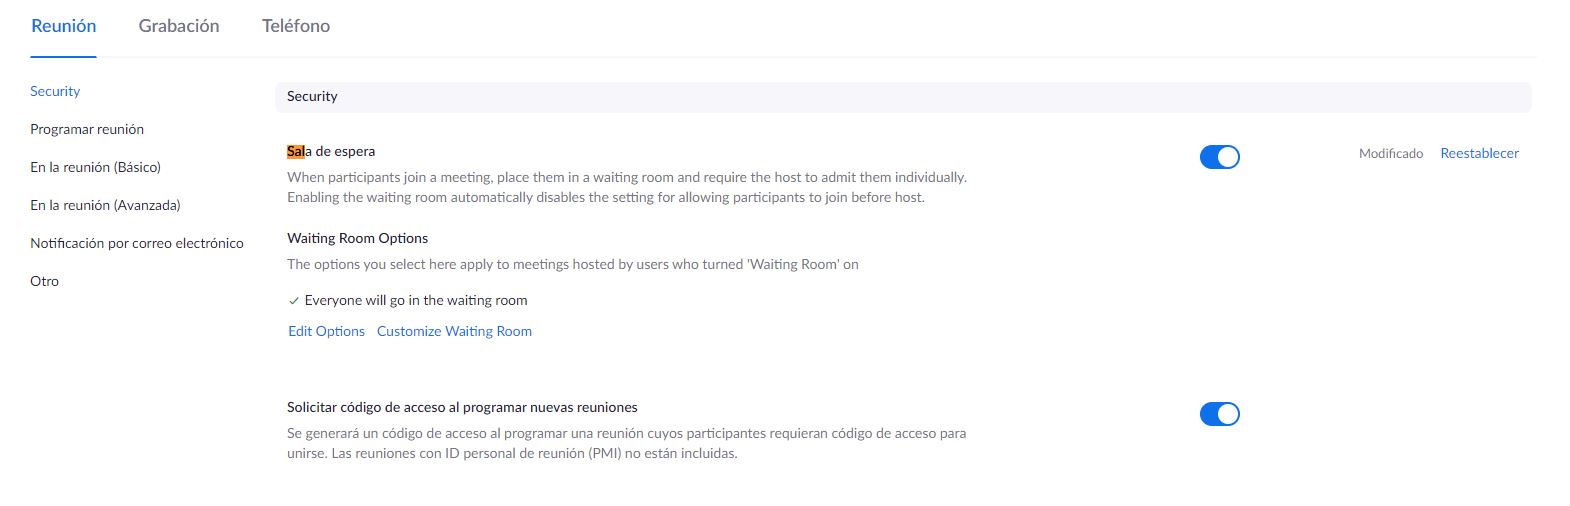 Reunión Grabación Teléfono
Security
Programar reunión
En la reunión (Básico)
En la reunión (Avanzada)
Notificación por correo electrónico
Otro
Security
Sala de espera
Modificado Reestablecer
When participants join a meeting, place them in a waiting room and require the host to admit them individually.
Enabling the waiting room automatically disables the setting for allowing participants to join before host.
Waiting Room Options
The options you select here apply to meetings hosted by users who turned 'Waiting Room' on
Everyone will go in the waiting room
Edit Options Customize Waiting Room
Solicitar código de acceso al programar nuevas reuniones
Se generará un código de acceso al programar una reunión cuyos participantes requieran código de acceso para
unirse. Las reuniones con ID personal de reunión (PMI) no están incluidas.